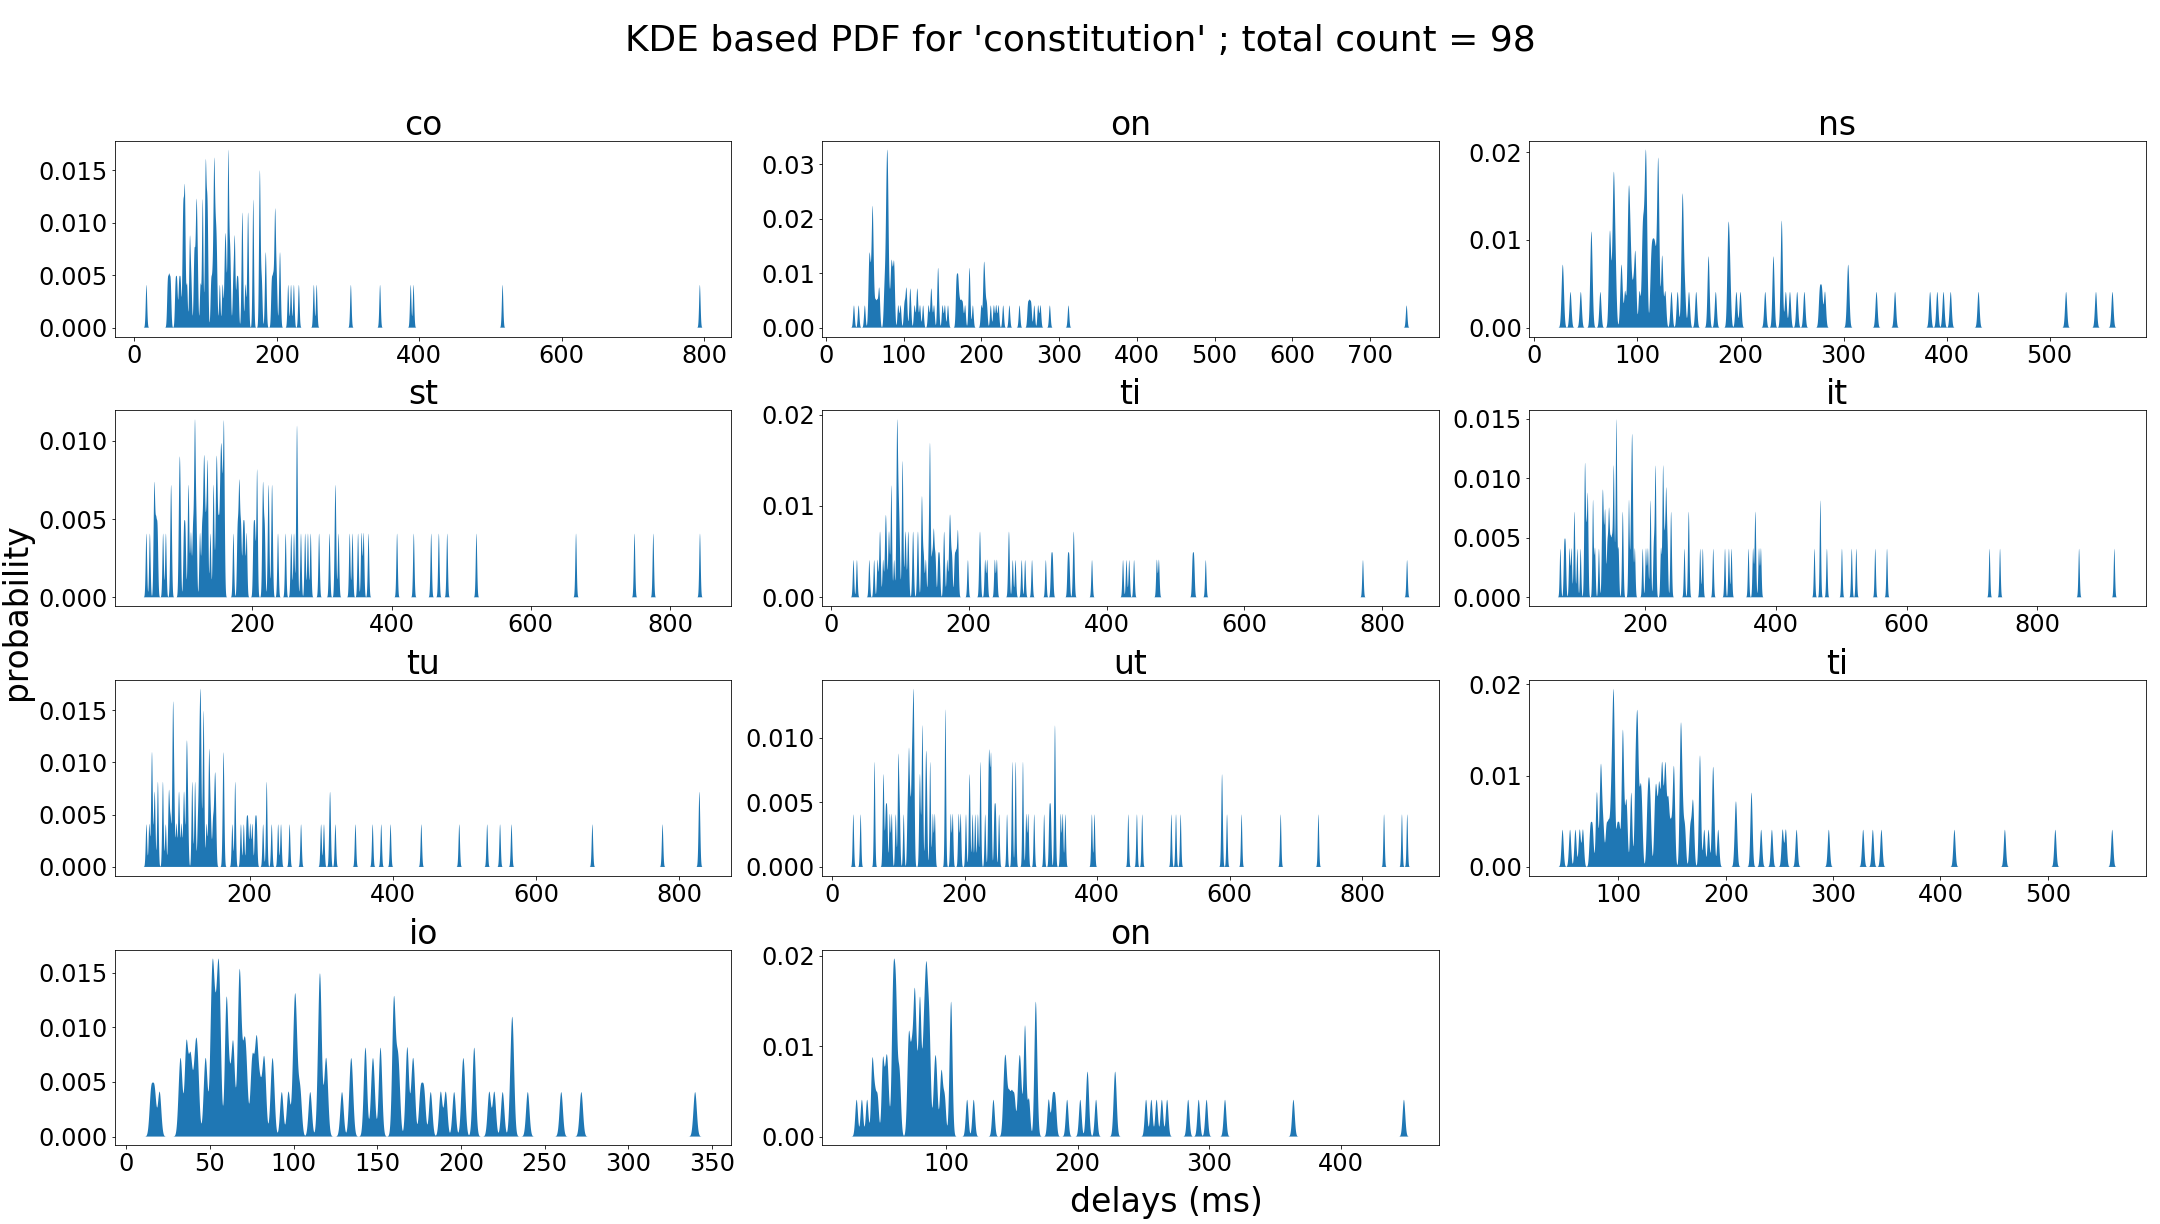 KDE based PDF for 'constitution' ; total count = 98
co
on
ns
0.015
0.010
0.005
0.000
0 200 400 600 800
0.03
0.02
0.01
0.00
0 100 200 300 400 500 600 700
0.02
0.01
0.00
0 100 200 300 400 500
st
ti
it
0.010
0.005
0.000
200 400 600 800
0.02
0.01
0.00
0 200 400 600 800
0.015
0.010
0.005
0.000
200 400 600 800
probability
tu
ut
ti
0.015
0.010
0.005
0.000
200 400 600 800
0.010
0.005
0.000
0 200 400 600 800
0.02
0.01
0.00
100 200 300 400 500
io
on
0.015
0.010
0.005
0.000
0 50 100 150 200 250 300 350
0.02
0.01
0.00
100 200 300 400
delays (ms)